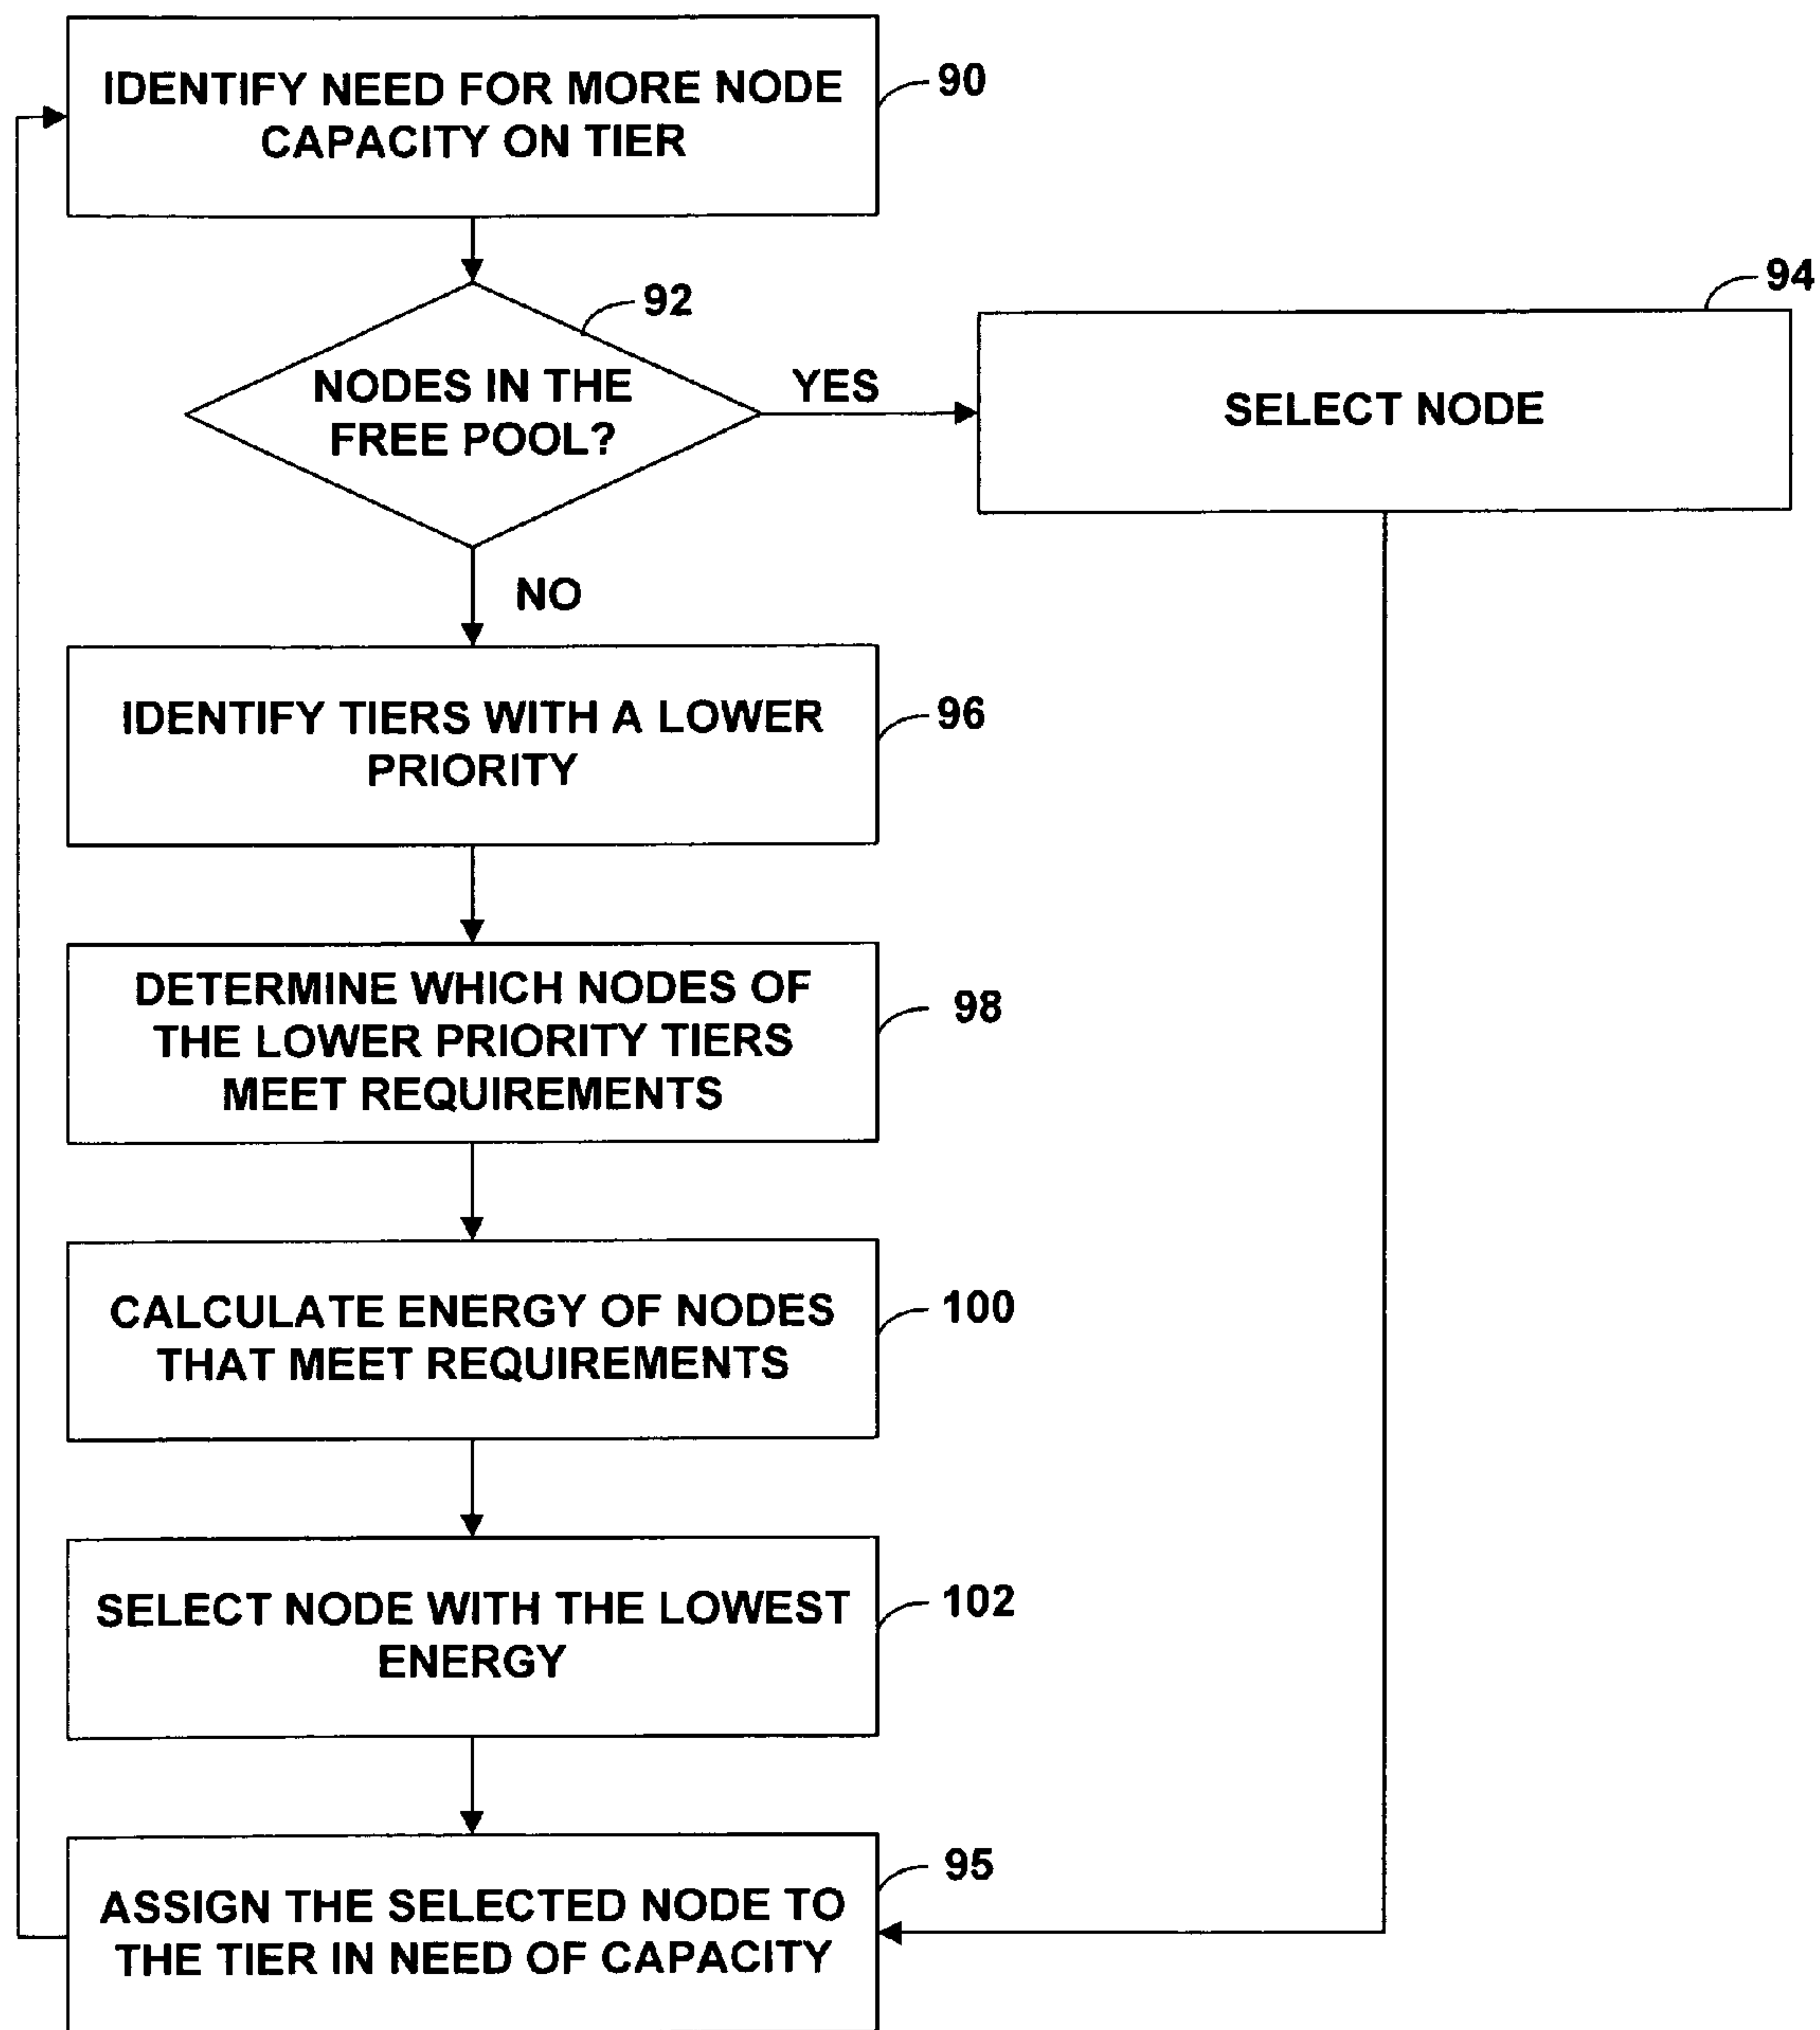 IDENTIFY NEED FOR MORE NODE
CAPACITY ON TIER
90
92
NODES IN THE
FREE POOL?
YES
94
SELECT NODE
NO
IDENTIFY TIERS WITH A LOWER
PRIORITY
96
DETERMINE WHICH NODES OF
THE LOWER PRIORITY TIERS
MEET REQUIREMENTS
98
CALCULATE ENERGY OF NODES
THAT MEET REQUIREMENTS
100
SELECT NODE WITH THE LOWEST
ENERGY
102
ASSIGN THE SELECTED NODE TO
THE TIER IN NEED OF CAPACITY
95